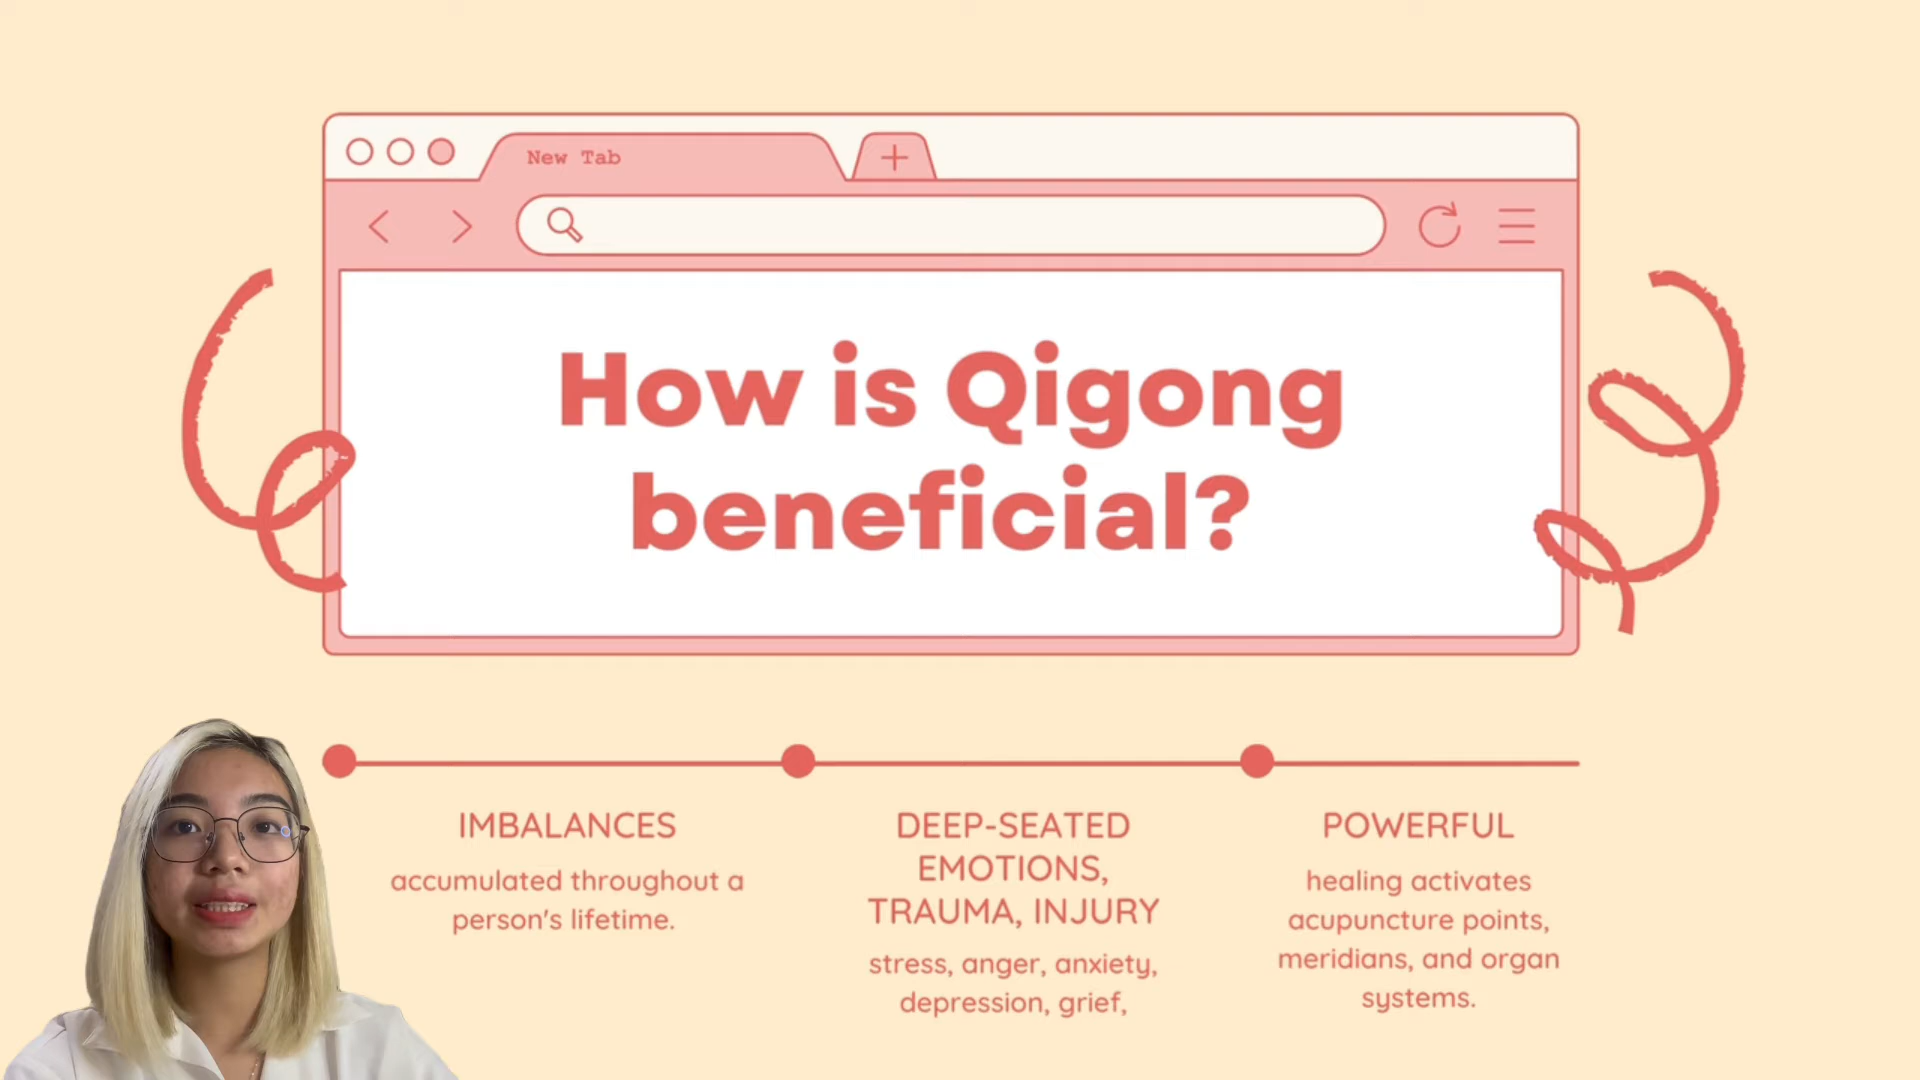 New Tab
How is Qigong
beneficial?
IMBALANCES
accumulated throughout a
person's lifetime.
DEEP-SEATED
EMOTIONS,
TRAUMA, INJURY
stress, anger, anxiety,
depression, grief,
POWERFUL
healing activates
acupuncture points,
meridians, and organ
systems.